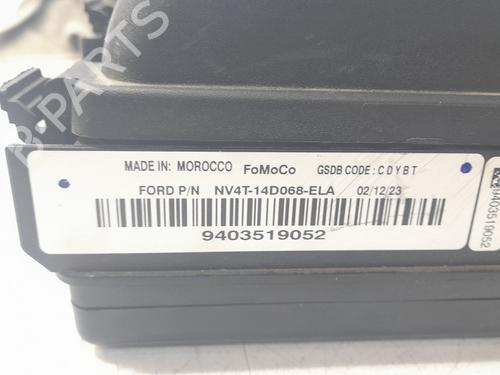 MADE IN: MOROCCO FoMoCo GSDB CODE: CDYBT
FORD P/N NV4T-14D068-ELA 02/12/23
9403519052
9403519052
B-PARTS